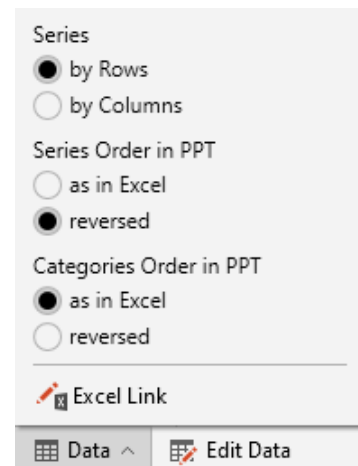 Series
by Rows
by Columns
Series Order in PPT
as in Excel
reversed
Categories Order in PPT
as in Excel
reversed
Excel Link
Data Edit Data